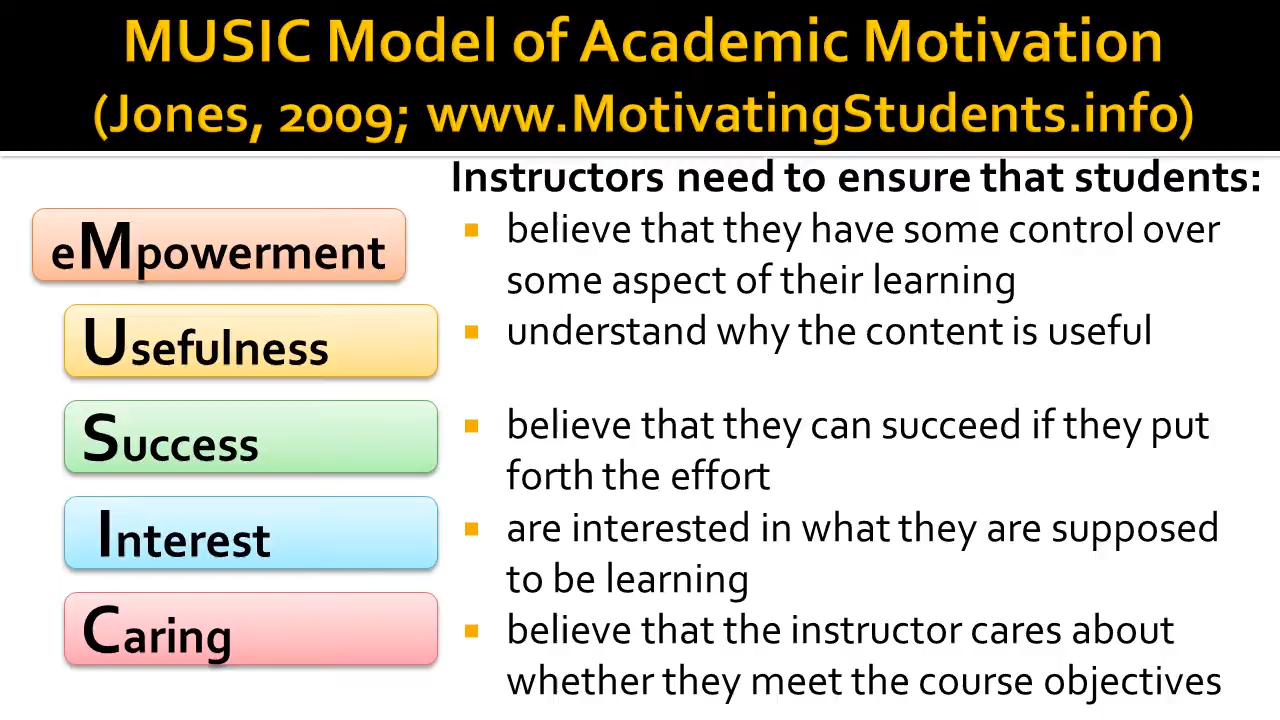 MUSIC Model of Academic Motivation
(Jones, 2009; www.MotivatingStudents.info)
Instructors need to ensure that students:
eMpowerment
believe that they have some control over
some aspect of their learning
Usefulness
understand why the content is useful
Success
believe that they can succeed if they put
forth the effort
Interest
are interested in what they are supposed
to be learning
Caring
believe that the instructor cares about
whether they meet the course objectives